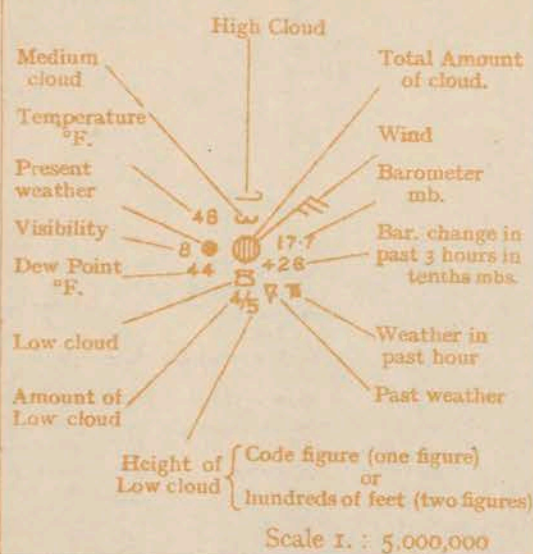 High Cloud
Medium
cloud
Total Amount
of cloud.
Temperature
°F.
Wind
Present
weather
Barometer
mb.
48
Visibility
8
17·7
Bar. change in
past 3 hours in
tenths mbs.
Dew Point
°F.
44
+28
Low cloud
4/5
Weather in
past hour
Amount of
Low cloud
Past weather
Height of
Low cloud
Code figure (one figure)
or
hundreds of feet (two figures)
Scale 1. : 5,000,000